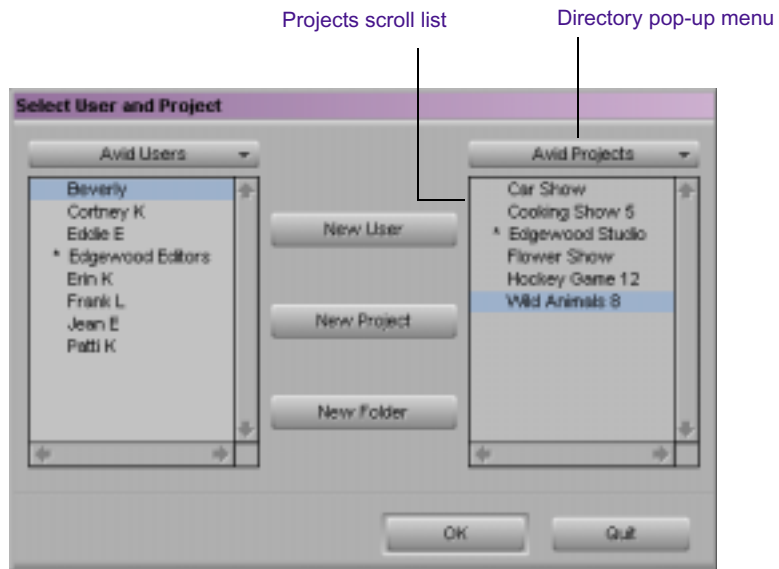 Projects scroll list
Directory pop-up menu
Select User and Project
Avid Users
Beverly
Cortney K
Eddie E
* Edgewood Editors
Erin K
Frank L
Jean E
Patti K
New User
New Project
New Folder
Avid Projects
Car Show
Cooking Show 5
* Edgewood Studio
Flower Show
Hockey Game 12
Wild Animals 8
OK
Quit